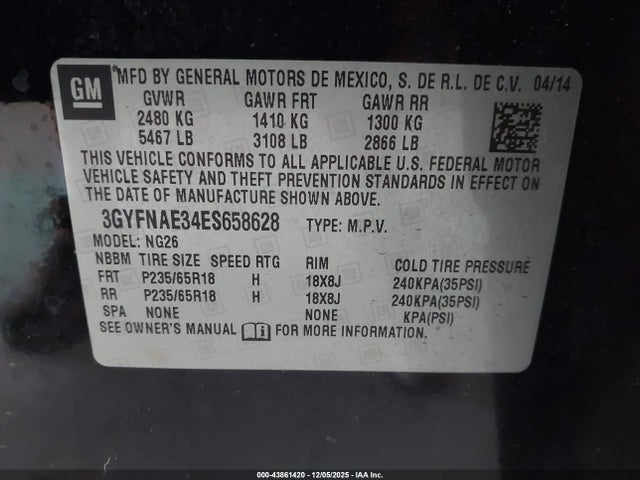 GM *MFD BY GENERAL MOTORS DE MEXICO, S. DE R.L. DE C.V. 04/14
GVWR GAWR FRT GAWR RR
2480 KG 1410 KG 1300 KG
5467 LB 3108 LB 2866 LB
THIS VEHICLE CONFORMS TO ALL APPLICABLE U.S. FEDERAL MOTOR
VEHICLE SAFETY AND THEFT PREVENTION STANDARDS IN EFFECT ON
THE DATE OF MANUFACTURE SHOWN ABOVE.
3GYFNAE34ES658628 TYPE: M.P.V.
MODEL: NG26
NBBM TIRE SIZE SPEED RTG RIM COLD TIRE PRESSURE
FRT P235/65R18 H 18X8J 240KPA(35PSI)
RR P235/65R18 H 18X8J 240KPA(35PSI)
SPA NONE NONE KPA(PSI)
SEE OWNER'S MANUAL FOR MORE INFORMATION.
000-43861420 - 12/05/2025 - IAA Inc.